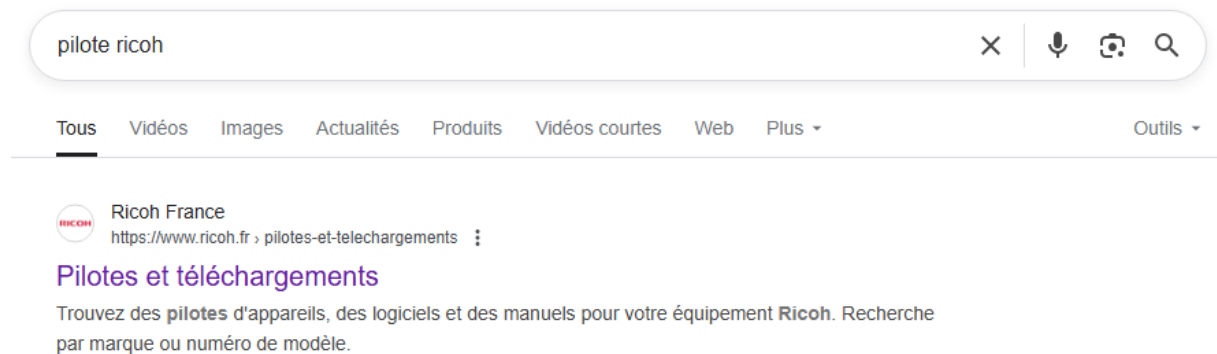 pilote ricoh
Tous Vidéos Images Actualités Produits Vidéos courtes Web Plus Outils
RICOH
Ricoh France
https://www.ricoh.fr › pilotes-et-telechargements
Pilotes et téléchargements
Trouvez des pilotes d'appareils, des logiciels et des manuels pour votre équipement Ricoh. Recherche
par marque ou numéro de modèle.